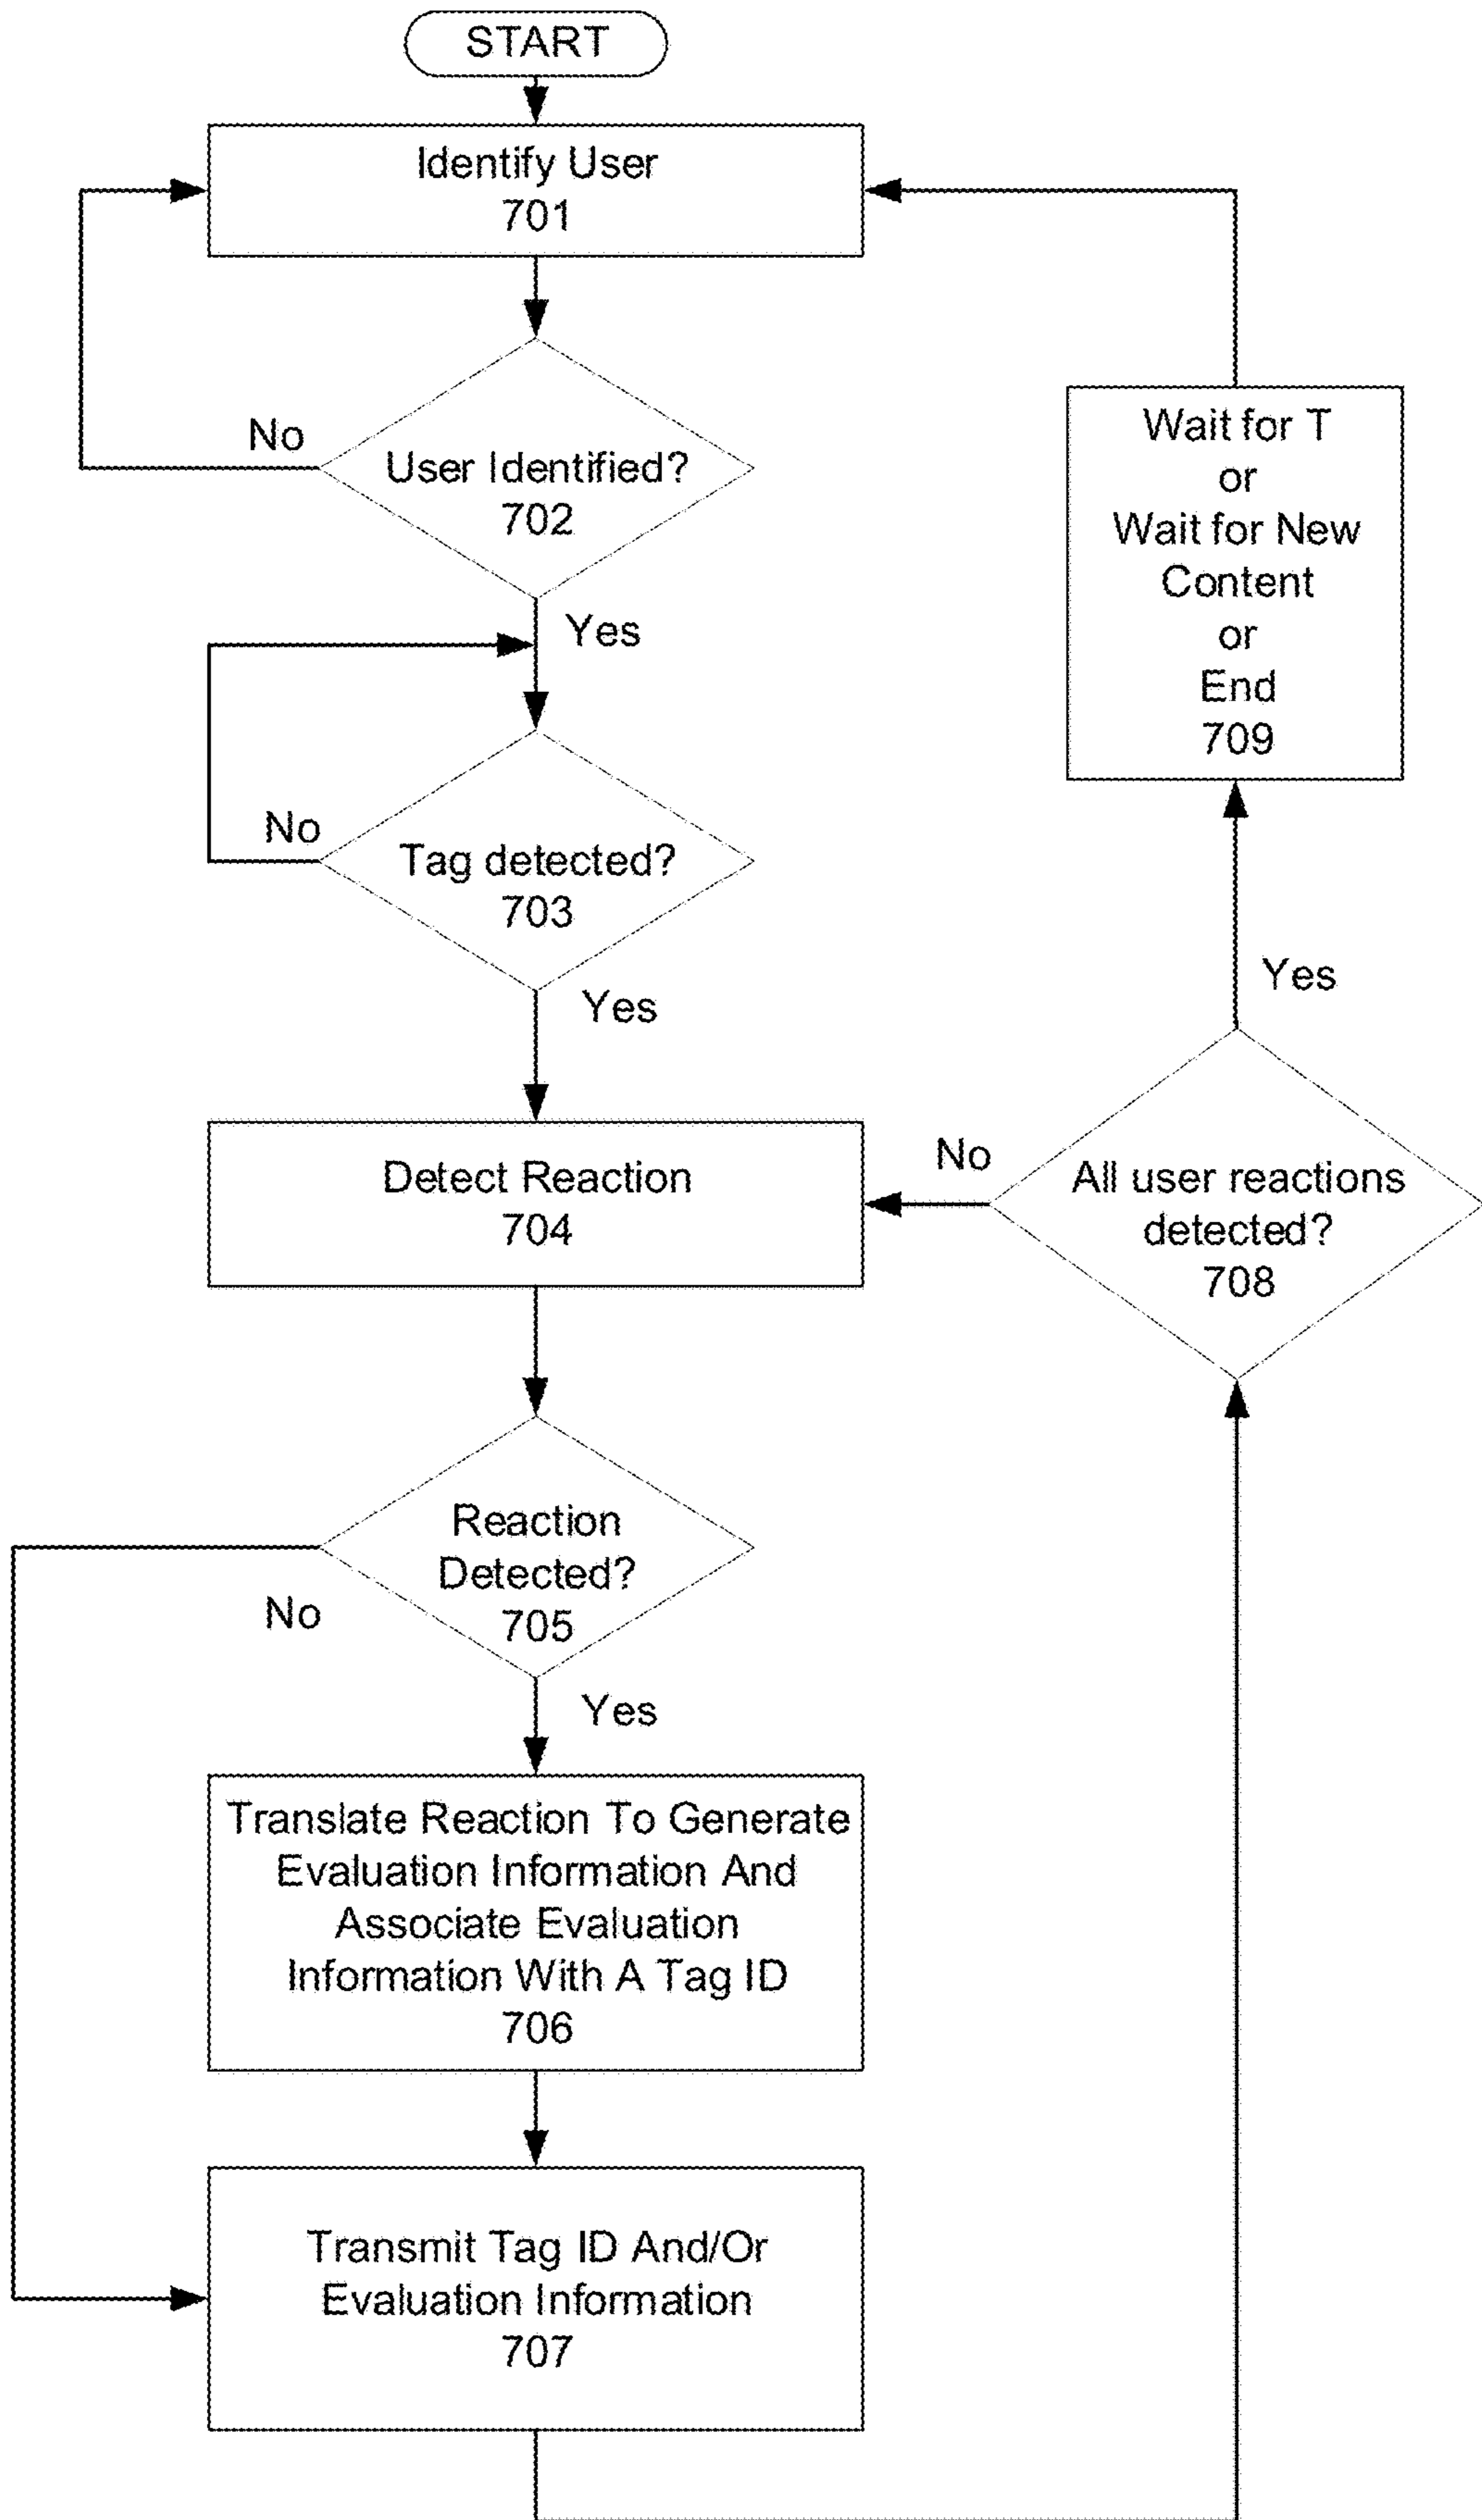 START
Identify User
701
No
User Identified?
702
Yes
No
Tag detected?
703
Yes
Detect Reaction
704
Reaction
Detected?
705
No
Yes
Translate Reaction To Generate
Evaluation Information And
Associate Evaluation
Information With A Tag ID
706
Transmit Tag ID And/Or
Evaluation Information
707
All user reactions
detected?
708
No
Yes
Wait for T
or
Wait for New
Content
or
End
709